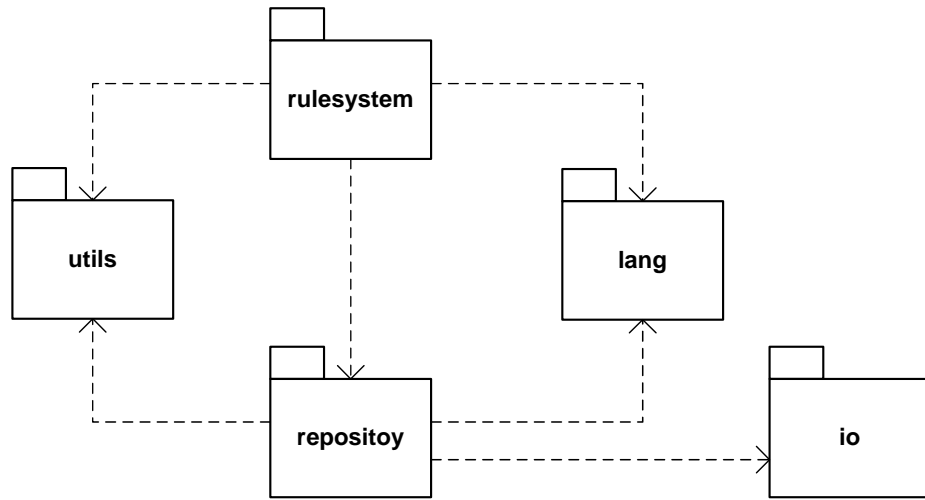 rulesystem
utils
lang
repositoy
io